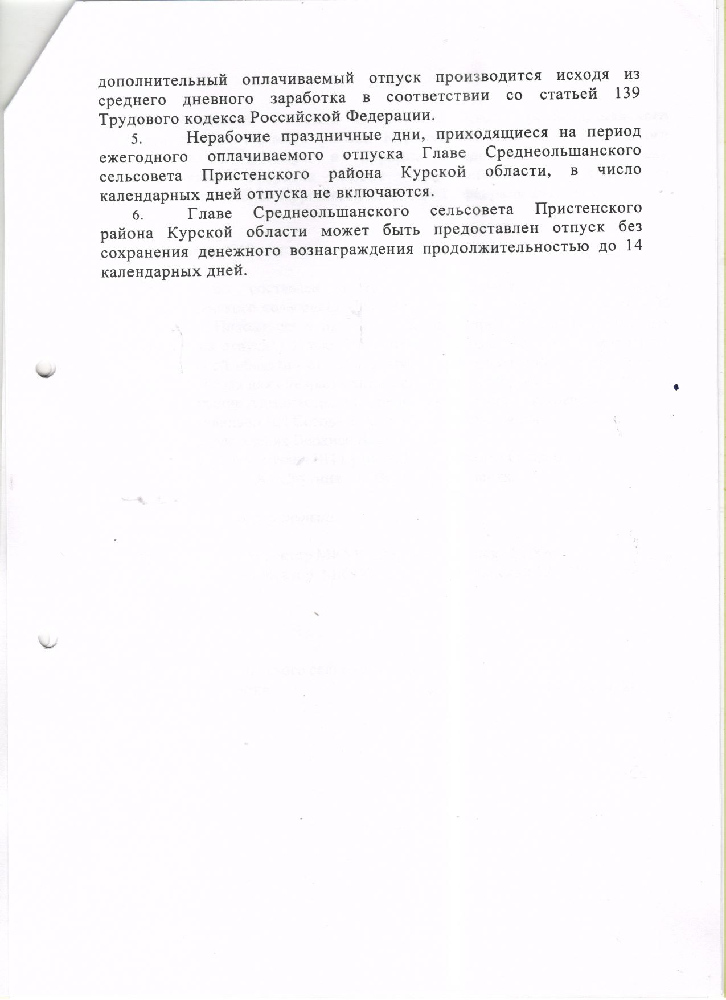 дополнительный оплачиваемый отпуск производится исходя из
среднего дневного заработка в соответствии со статьей 139
Трудового кодекса Российской Федерации.
5. Нерабочие праздничные дни, приходящиеся на период
ежегодного оплачиваемого отпуска Главе Среднеольшанского
сельсовета Пристенского района Курской области, в число
календарных дней отпуска не включаются.
6. Главе Среднеольшанского сельсовета Пристенского
района Курской области может быть предоставлен отпуск без
сохранения денежного вознаграждения продолжительностью до 14
календарных дней.